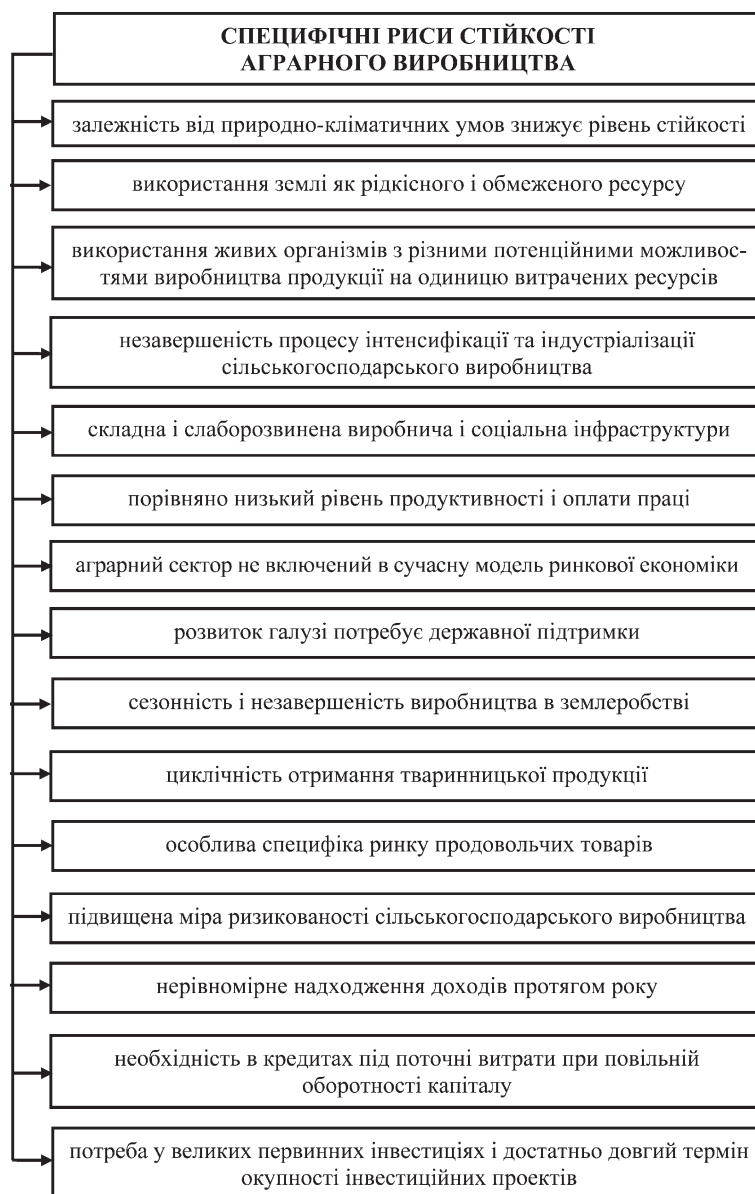 СПЕЦИФІЧНІ РИСИ СТІЙКОСТІ
АГРАРНОГО ВИРОБНИЦТВА
залежність від природно-кліматичних умов знижує рівень стійкості
використання землі як рідкісного і обмеженого ресурсу
використання живих організмів з різними потенційними можливос-
тями виробництва продукції на одиницю витрачених ресурсів
незавершеність процесу інтенсифікації та індустріалізації
сільськогосподарського виробництва
складна і слаборозвинена виробнича і соціальна інфраструктури
порівняно низький рівень продуктивності і оплати праці
аграрний сектор не включений в сучасну модель ринкової економіки
розвиток галузі потребує державної підтримки
сезонність і незавершеність виробництва в землеробстві
циклічність отримання тваринницької продукції
особлива специфіка ринку продовольчих товарів
підвищена міра ризикованості сільськогосподарського виробництва
нерівномірне надходження доходів протягом року
необхідність в кредитах під поточні витрати при повільній
оборотності капіталу
потреба у великих первинних інвестиціях і достатньо довгий термін
окупності інвестиційних проектів